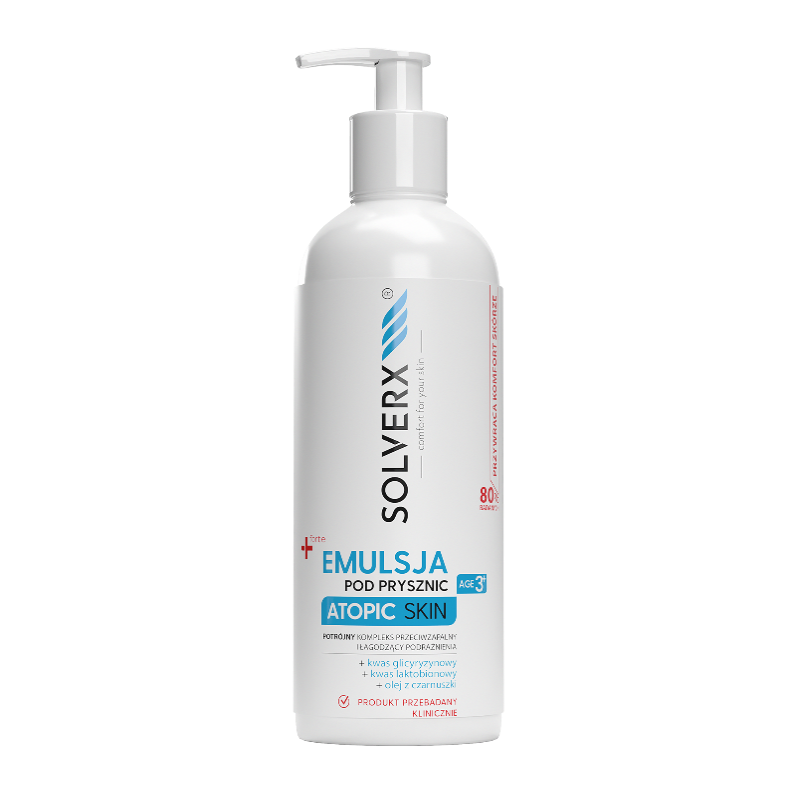 SOLVERX
comfort for your skin
PRZYWRACA KOMFORT SKÓRZE
80%
forte
EMULSJA
POD PRYSZNIC
AGE 3+
ATOPIC SKIN
POTRÓJNY KOMPLEKS PRZECIWZAPALNY
I ŁAGODZĄCY PODRAŻNIENIA
+ kwas glicyryzynowy
+ kwas laktobionowy
+ olej z czarnuszki
PRODUKT PRZEBADANY
KLINICZNIE